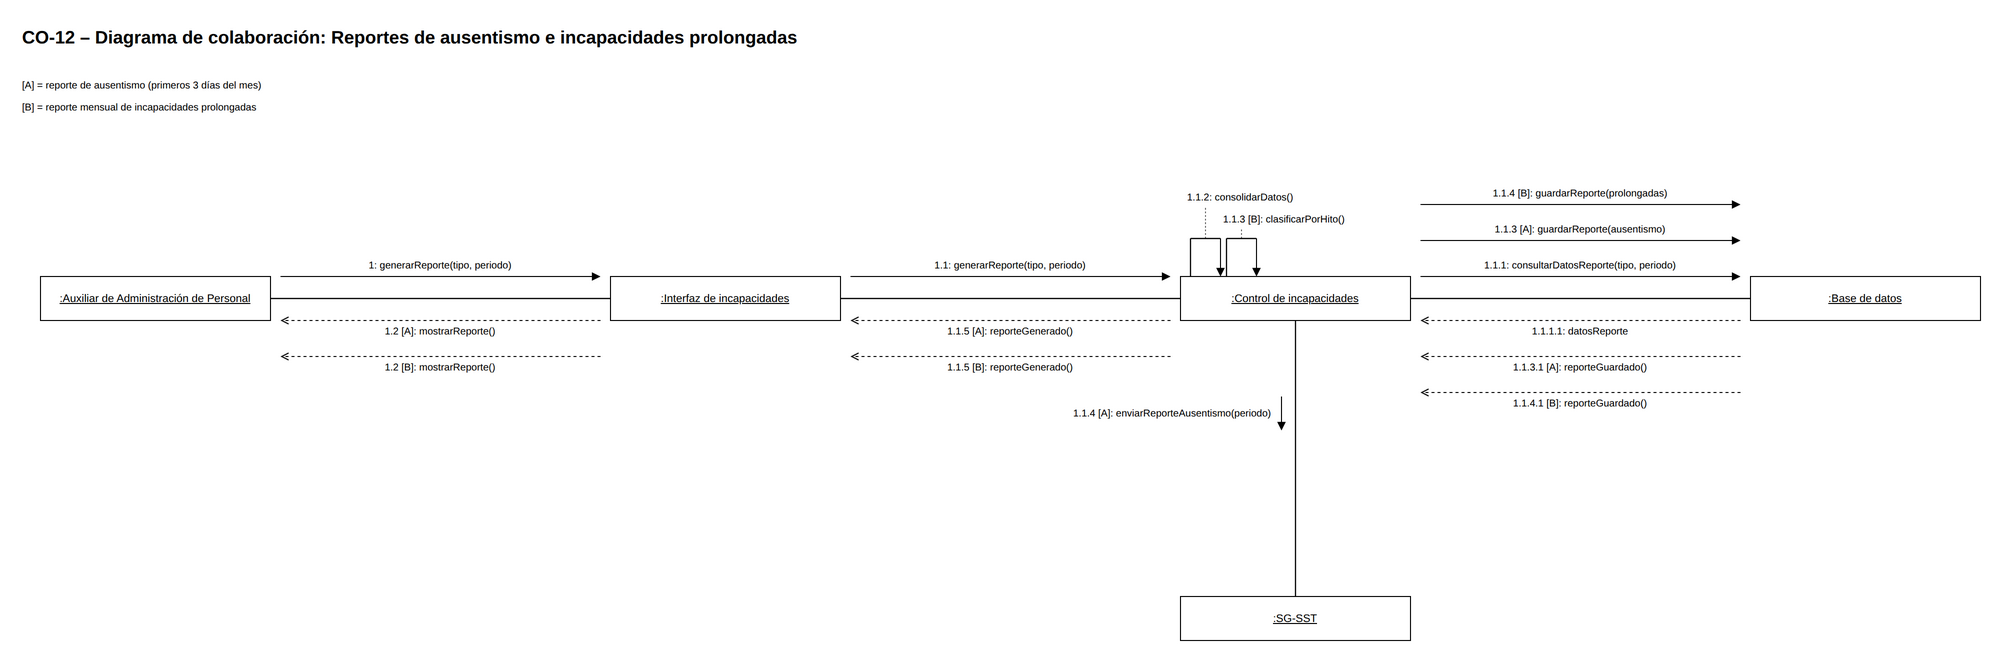 CO-12 – Diagrama de colaboración: Reportes de ausentismo e incapacidades prolongadas
[A] = reporte de ausentismo (primeros 3 días del mes)
[B] = reporte mensual de incapacidades prolongadas
1.1.2: consolidarDatos()
1.1.3 [B]: clasificarPorHito()
1.1.4 [B]: guardarReporte(prolongadas)
1.1.3 [A]: guardarReporte(ausentismo)
1: generarReporte(tipo, periodo)
1.1: generarReporte(tipo, periodo)
1.1.1: consultarDatosReporte(tipo, periodo)
:Auxiliar de Administración de Personal
:Interfaz de incapacidades
:Control de incapacidades
:Base de datos
1.2 [A]: mostrarReporte()
1.1.5 [A]: reporteGenerado()
1.1.1.1: datosReporte
1.2 [B]: mostrarReporte()
1.1.5 [B]: reporteGenerado()
1.1.3.1 [A]: reporteGuardado()
1.1.4.1 [B]: reporteGuardado()
1.1.4 [A]: enviarReporteAusentismo(periodo)
:SG-SST